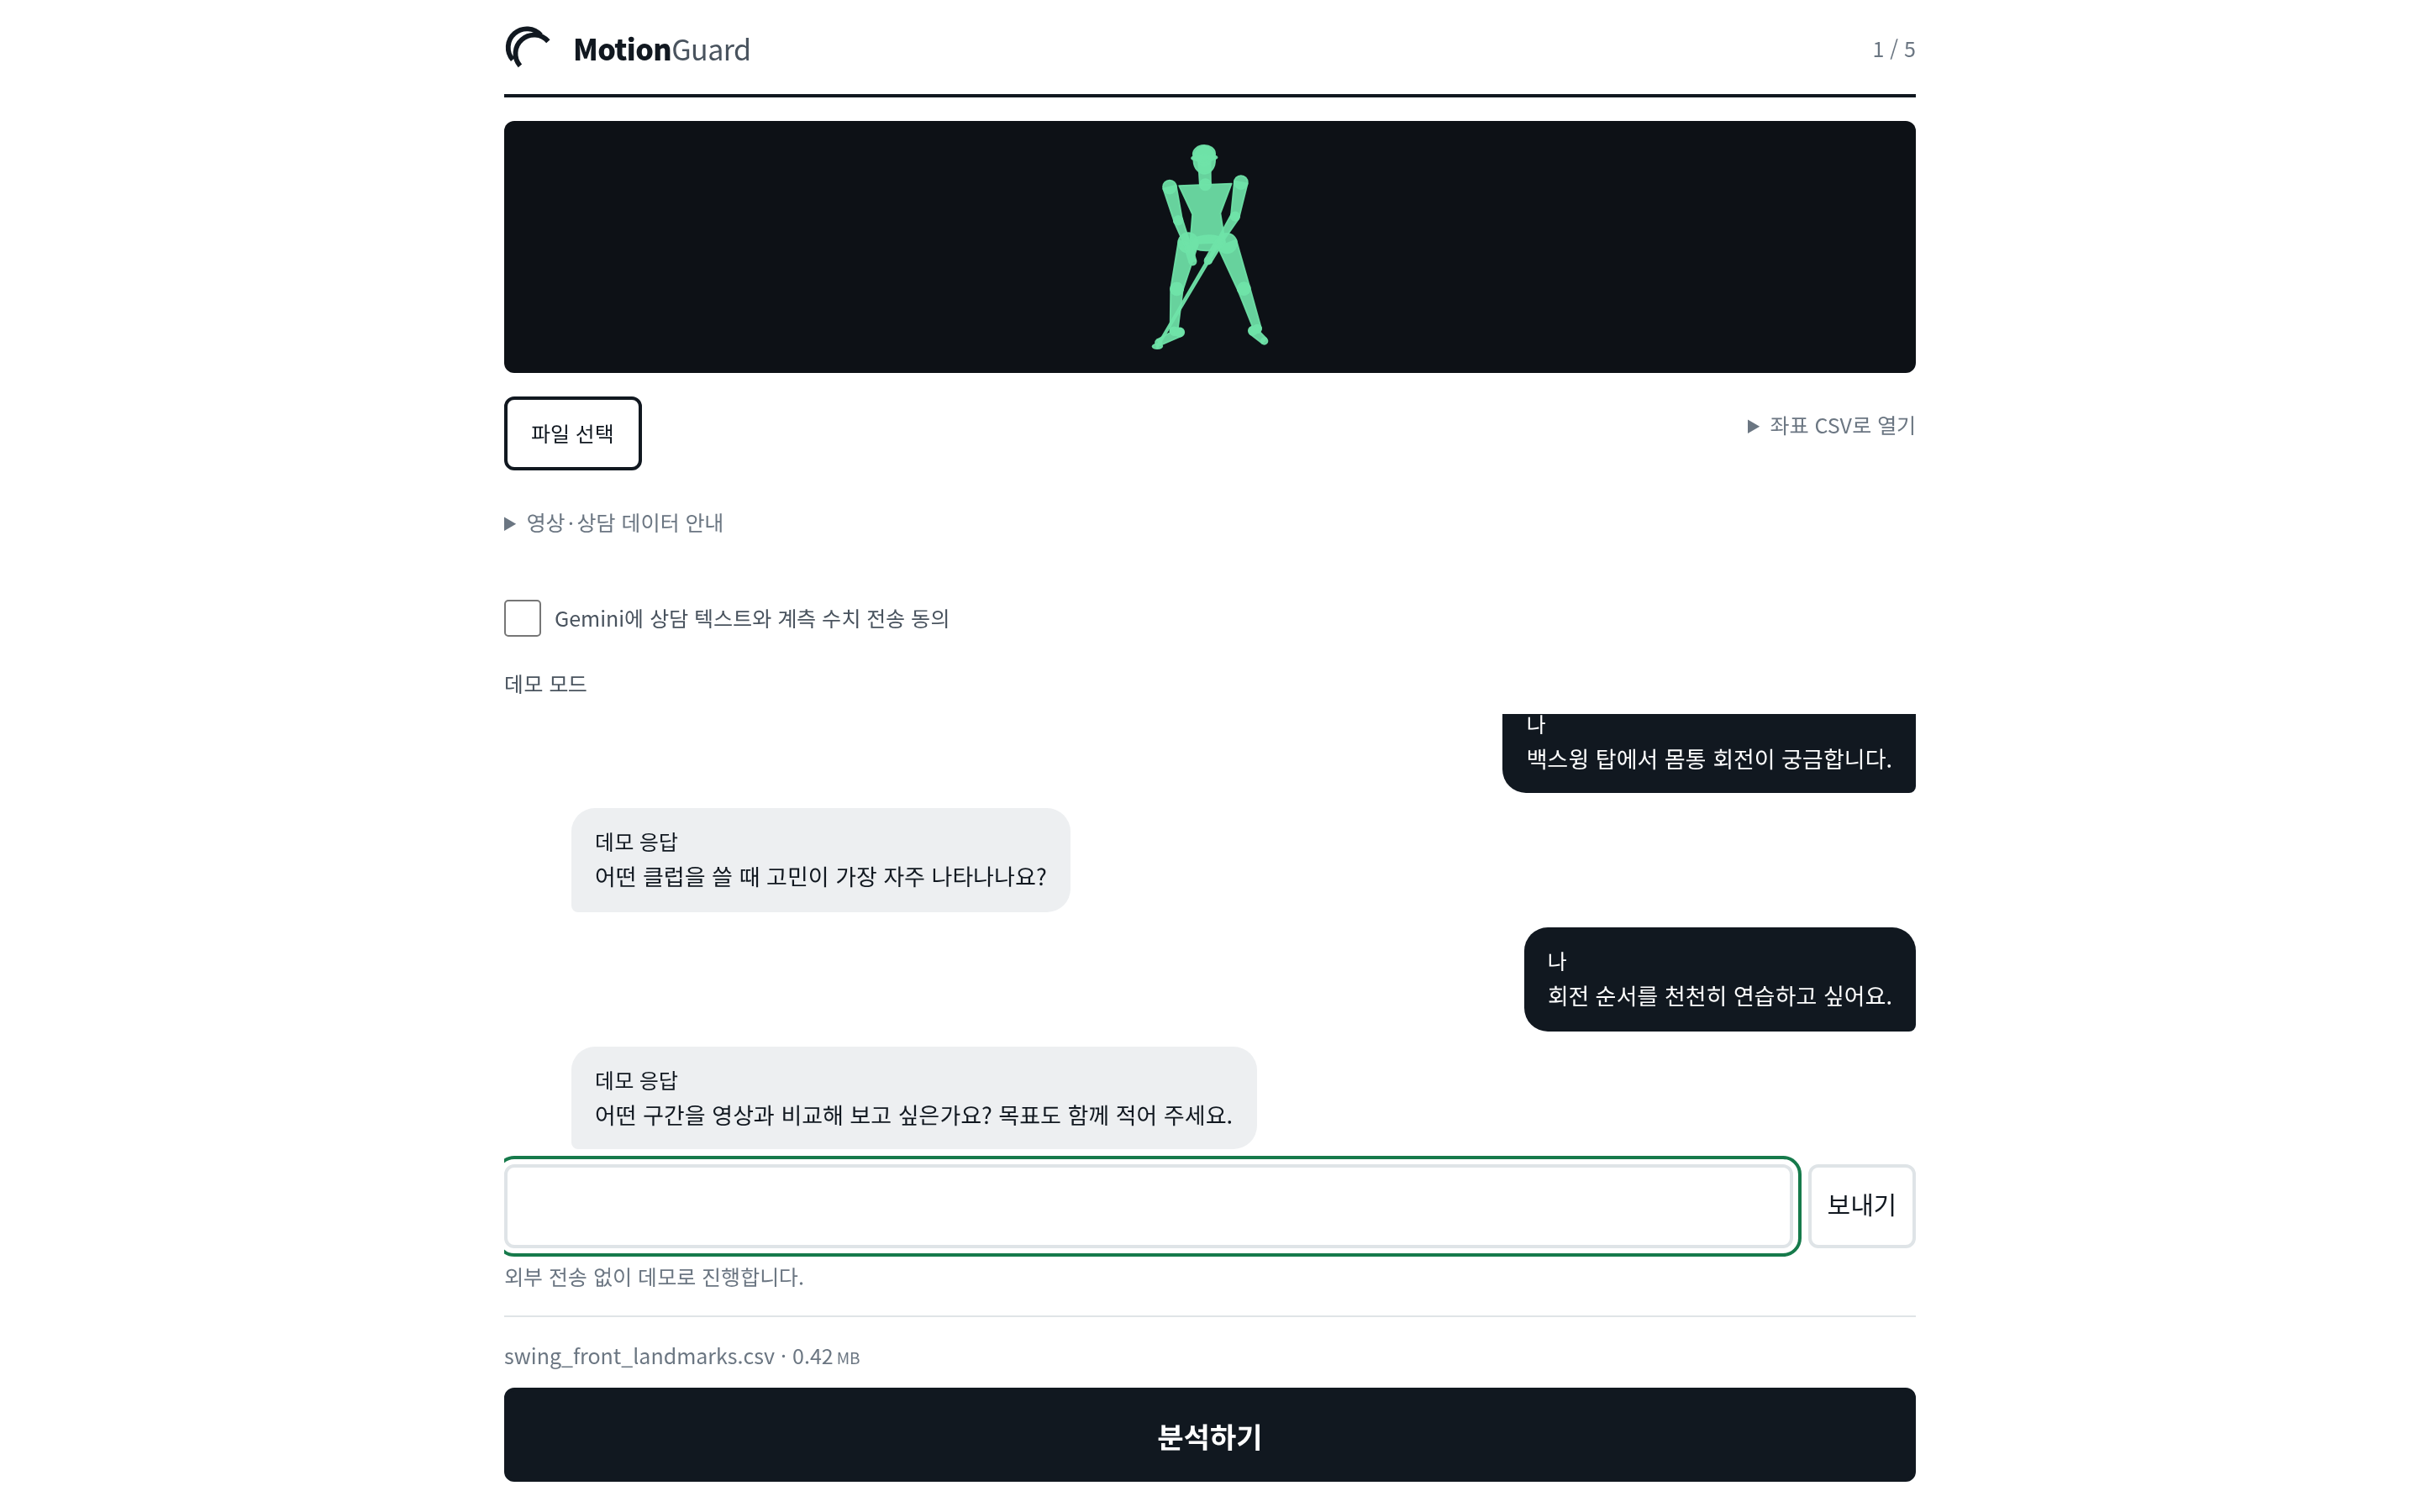 MotionGuard
1 / 5
파일 선택
▶ 좌표 CSV로 열기
▶ 영상·상담 데이터 안내
Gemini에 상담 텍스트와 계측 수치 전송 동의
데모 모드
나
백스윙 탑에서 몸통 회전이 궁금합니다.
데모 응답
어떤 클럽을 쓸 때 고민이 가장 자주 나타나나요?
나
회전 순서를 천천히 연습하고 싶어요.
데모 응답
어떤 구간을 영상과 비교해 보고 싶은가요? 목표도 함께 적어 주세요.
보내기
외부 전송 없이 데모로 진행합니다.
swing_front_landmarks.csv · 0.42 MB
분석하기